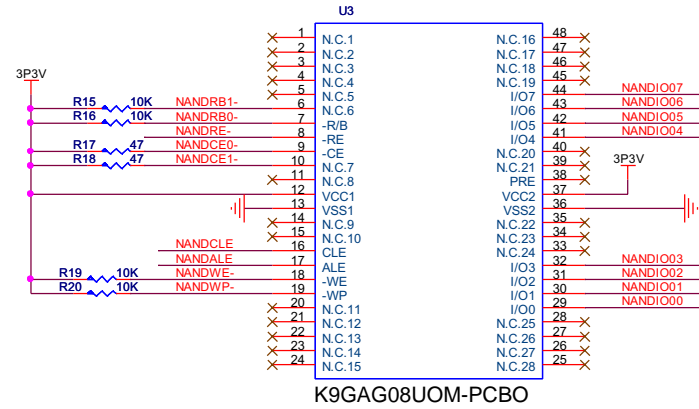 U3
3P3V
1 N.C.1 N.C.16 48
2 N.C.2 N.C.17 47
3 N.C.3 N.C.18 46
4 N.C.4 N.C.19 45
5 N.C.5 I/O7 44 NANDIO07
R15 10K NANDRB1- 6 N.C.6 I/O6 43 NANDIO06
R16 10K NANDRB0- 7 -R/B I/O5 42 NANDIO05
NANDRE- 8 -RE I/O4 41 NANDIO04
R17 47 NANDCE0- 9 -CE N.C.20 40
R18 47 NANDCE1- 10 N.C.7 N.C.21 39 3P3V
11 N.C.8 PRE 38
12 VCC1 VCC2 37
13 VSS1 VSS2 36
14 N.C.9 N.C.22 35
15 N.C.10 N.C.23 34
NANDCLE 16 CLE N.C.24 33
NANDALE 17 ALE I/O3 32 NANDIO03
R19 10K NANDWE- 18 -WE I/O2 31 NANDIO02
R20 10K NANDWP- 19 -WP I/O1 30 NANDIO01
20 N.C.11 I/O0 29 NANDIO00
21 N.C.12 N.C.25 28
22 N.C.13 N.C.26 27
23 N.C.14 N.C.27 26
24 N.C.15 N.C.28 25
K9GAG08UOM-PCBO